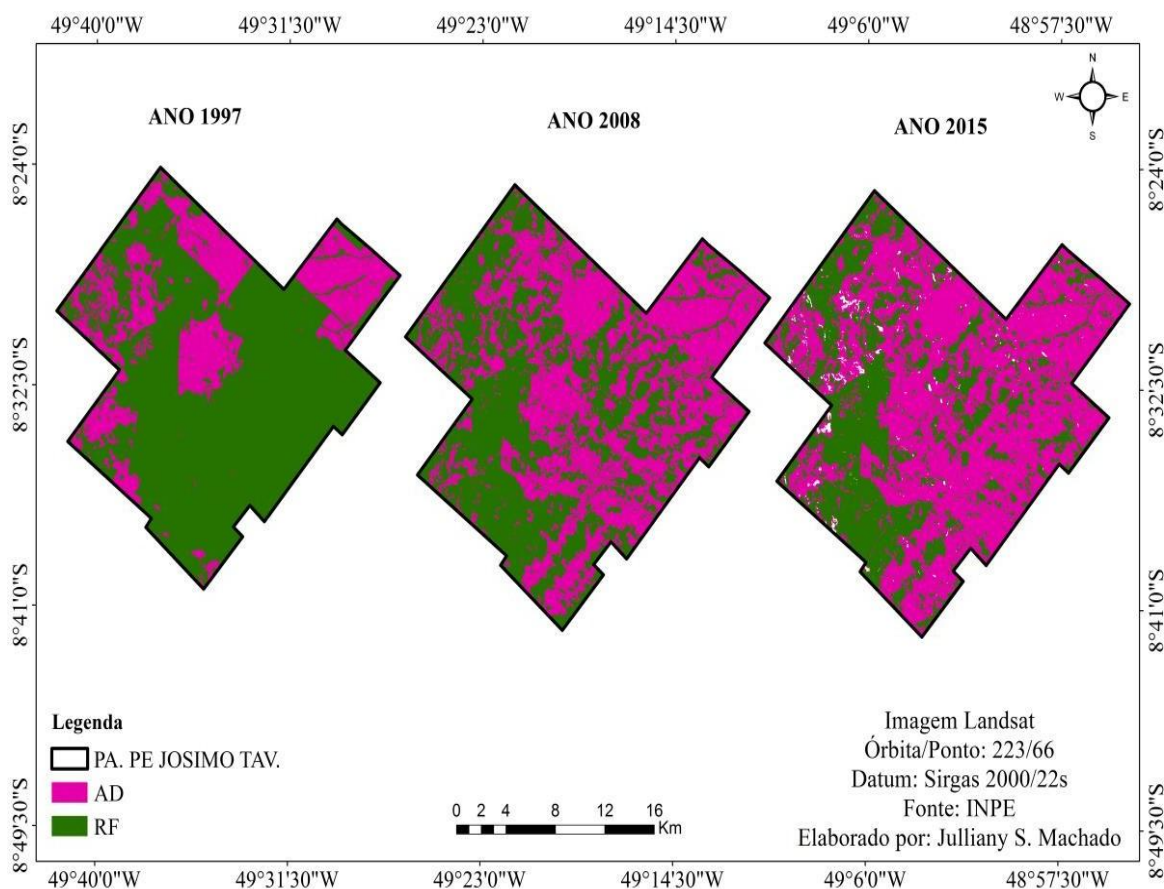 49°40'0"W 49°31'30"W 49°23'0"W 49°14'30"W 49°6'0"W 48°57'30"W
N
W E
S
ANO 1997 ANO 2008 ANO 2015
8°24'0"S 8°24'0"S
8°32'30"S 8°32'30"S
8°41'0"S 8°41'0"S
8°49'30"S 8°49'30"S
Legenda
PA. PE JOSIMO TAV.
AD
RF
0 2 4 8 12 16
Km
Imagem Landsat
Órbita/Ponto: 223/66
Datum: Sirgas 2000/22s
Fonte: INPE
Elaborado por: Julliany S. Machado
49°40'0"W 49°31'30"W 49°23'0"W 49°14'30"W 49°6'0"W 48°57'30"W